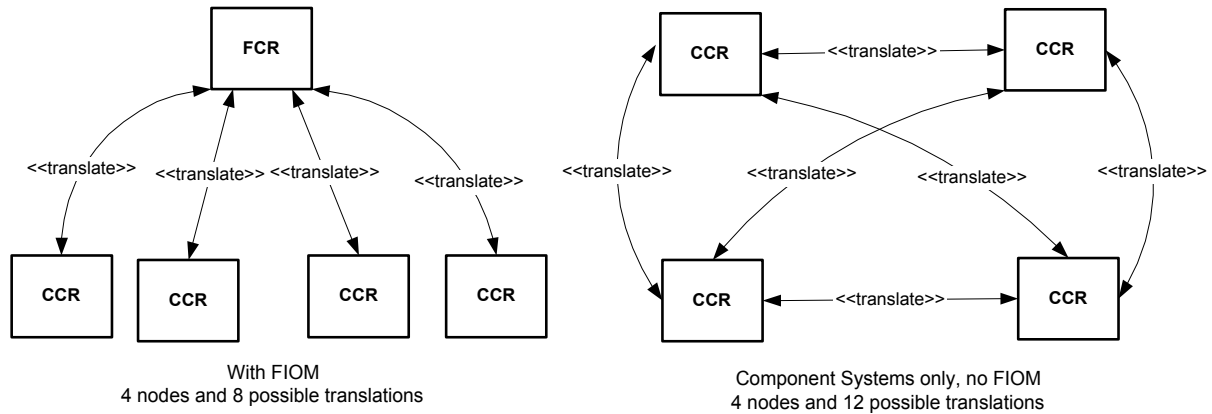 FCR
<<translate>>
<<translate>>
<<translate>>
<<translate>>
CCR
CCR
CCR
CCR
With FIOM
4 nodes and 8 possible translations
CCR
<<translate>>
CCR
<<translate>>
<<translate>>
<<translate>>
<<translate>>
CCR
<<translate>>
CCR
Component Systems only, no FIOM
4 nodes and 12 possible translations